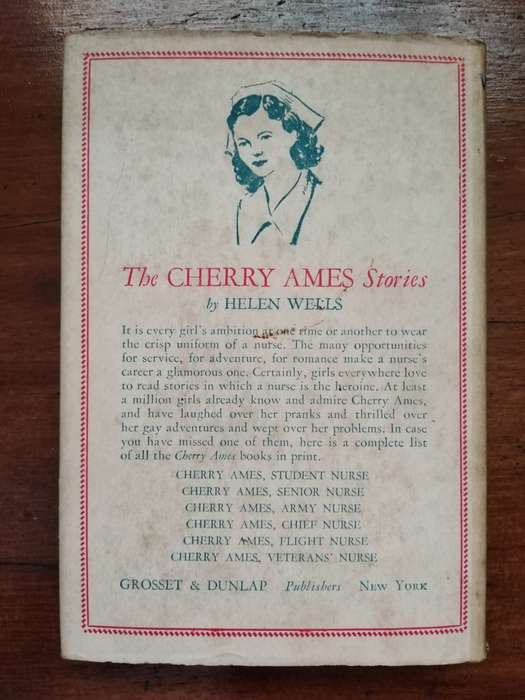 The CHERRY AMES Stories
by HELEN WELLS
It is every girl's ambition at one time or another to wear
the crisp uniform of a nurse. The many opportunities
for service, for adventure, for romance make a nurse's
career a glamorous one. Certainly, girls everywhere love
to read stories in which a nurse is the heroine. At least
a million girls already know and admire Cherry Ames,
and have laughed over her pranks and thrilled over
her gay adventures and wept over her problems. In case
you have missed one of them, here is a complete list
of all the Cherry Ames books in print.
CHERRY AMES, STUDENT NURSE
CHERRY AMES, SENIOR NURSE
CHERRY AMES, ARMY NURSE
CHERRY AMES, CHIEF NURSE
CHERRY AMES, FLIGHT NURSE
CHERRY AMES, VETERANS' NURSE
GROSSET & DUNLAP Publishers NEW YORK